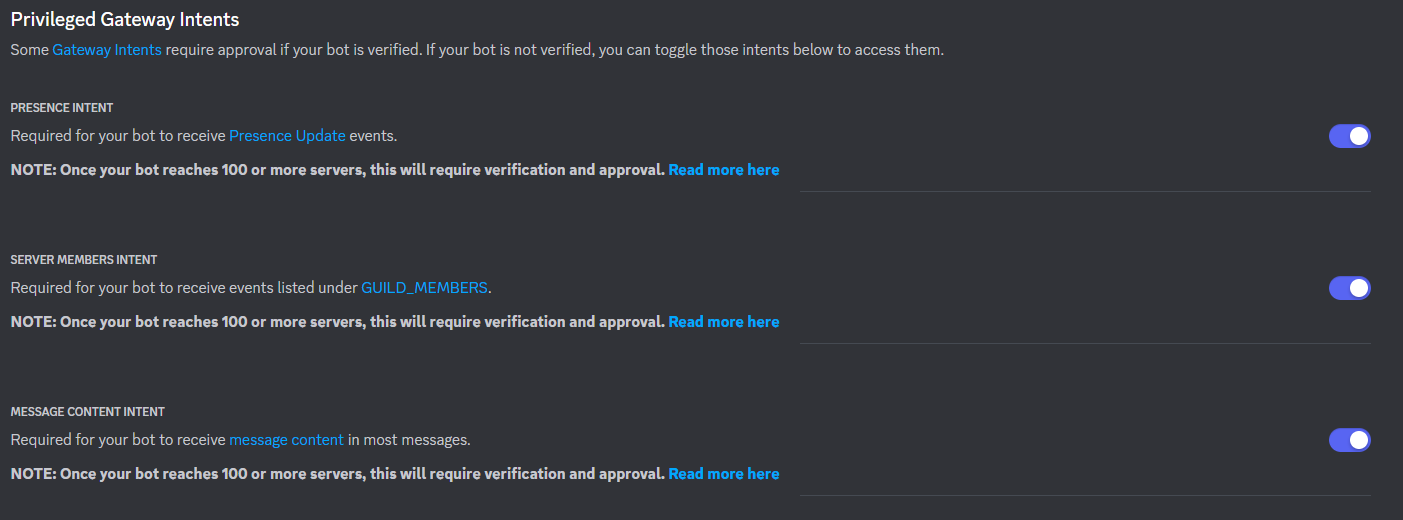 Privileged Gateway Intents
Some Gateway Intents require approval if your bot is verified. If your bot is not verified, you can toggle those intents below to access them.
PRESENCE INTENT
Required for your bot to receive Presence Update events.
NOTE: Once your bot reaches 100 or more servers, this will require verification and approval. Read more here
SERVER MEMBERS INTENT
Required for your bot to receive events listed under GUILD_MEMBERS.
NOTE: Once your bot reaches 100 or more servers, this will require verification and approval. Read more here
MESSAGE CONTENT INTENT
Required for your bot to receive message content in most messages.
NOTE: Once your bot reaches 100 or more servers, this will require verification and approval. Read more here